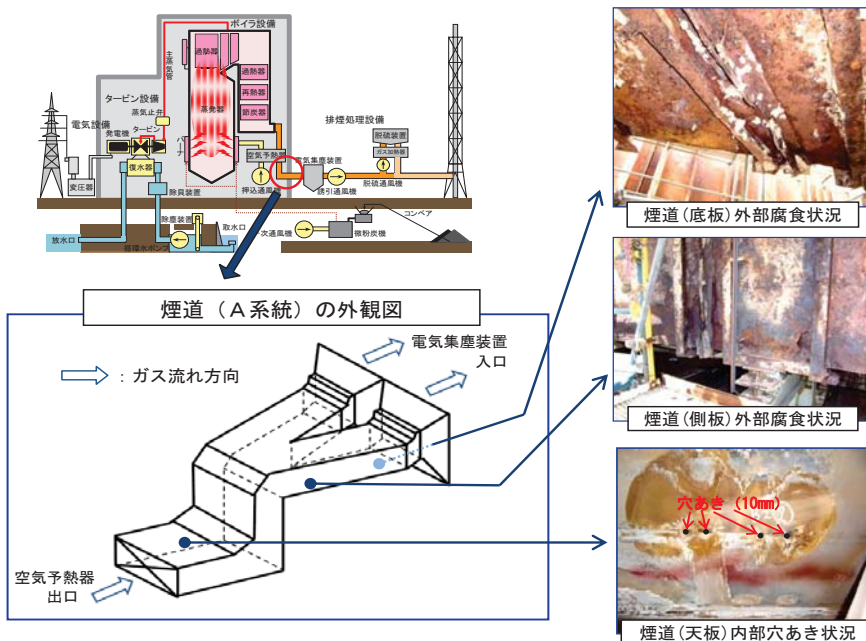 ボイラ設備
過熱器
主蒸気管
過熱器
再熱器
節炭器
蒸発器
タービン設備
蒸気止弁
電気設備
発電機
タービン
バーナ
復水器
変圧器
除貝装置
空気予熱器
押込通風機
電気集塵装置
誘引通風機
排煙処理設備
脱硫装置
ガス加熱器
脱硫通風機
除塵装置
取水口
放水口
循環水ポンプ
次通風機
微粉炭機
コンベア
煙道（A系統）の外観図
：ガス流れ方向
電気集塵装置
入口
空気予熱器
出口
煙道(底板)外部腐食状況
煙道(側板)外部腐食状況
穴あき（10mm）
煙道(天板)内部穴あき状況